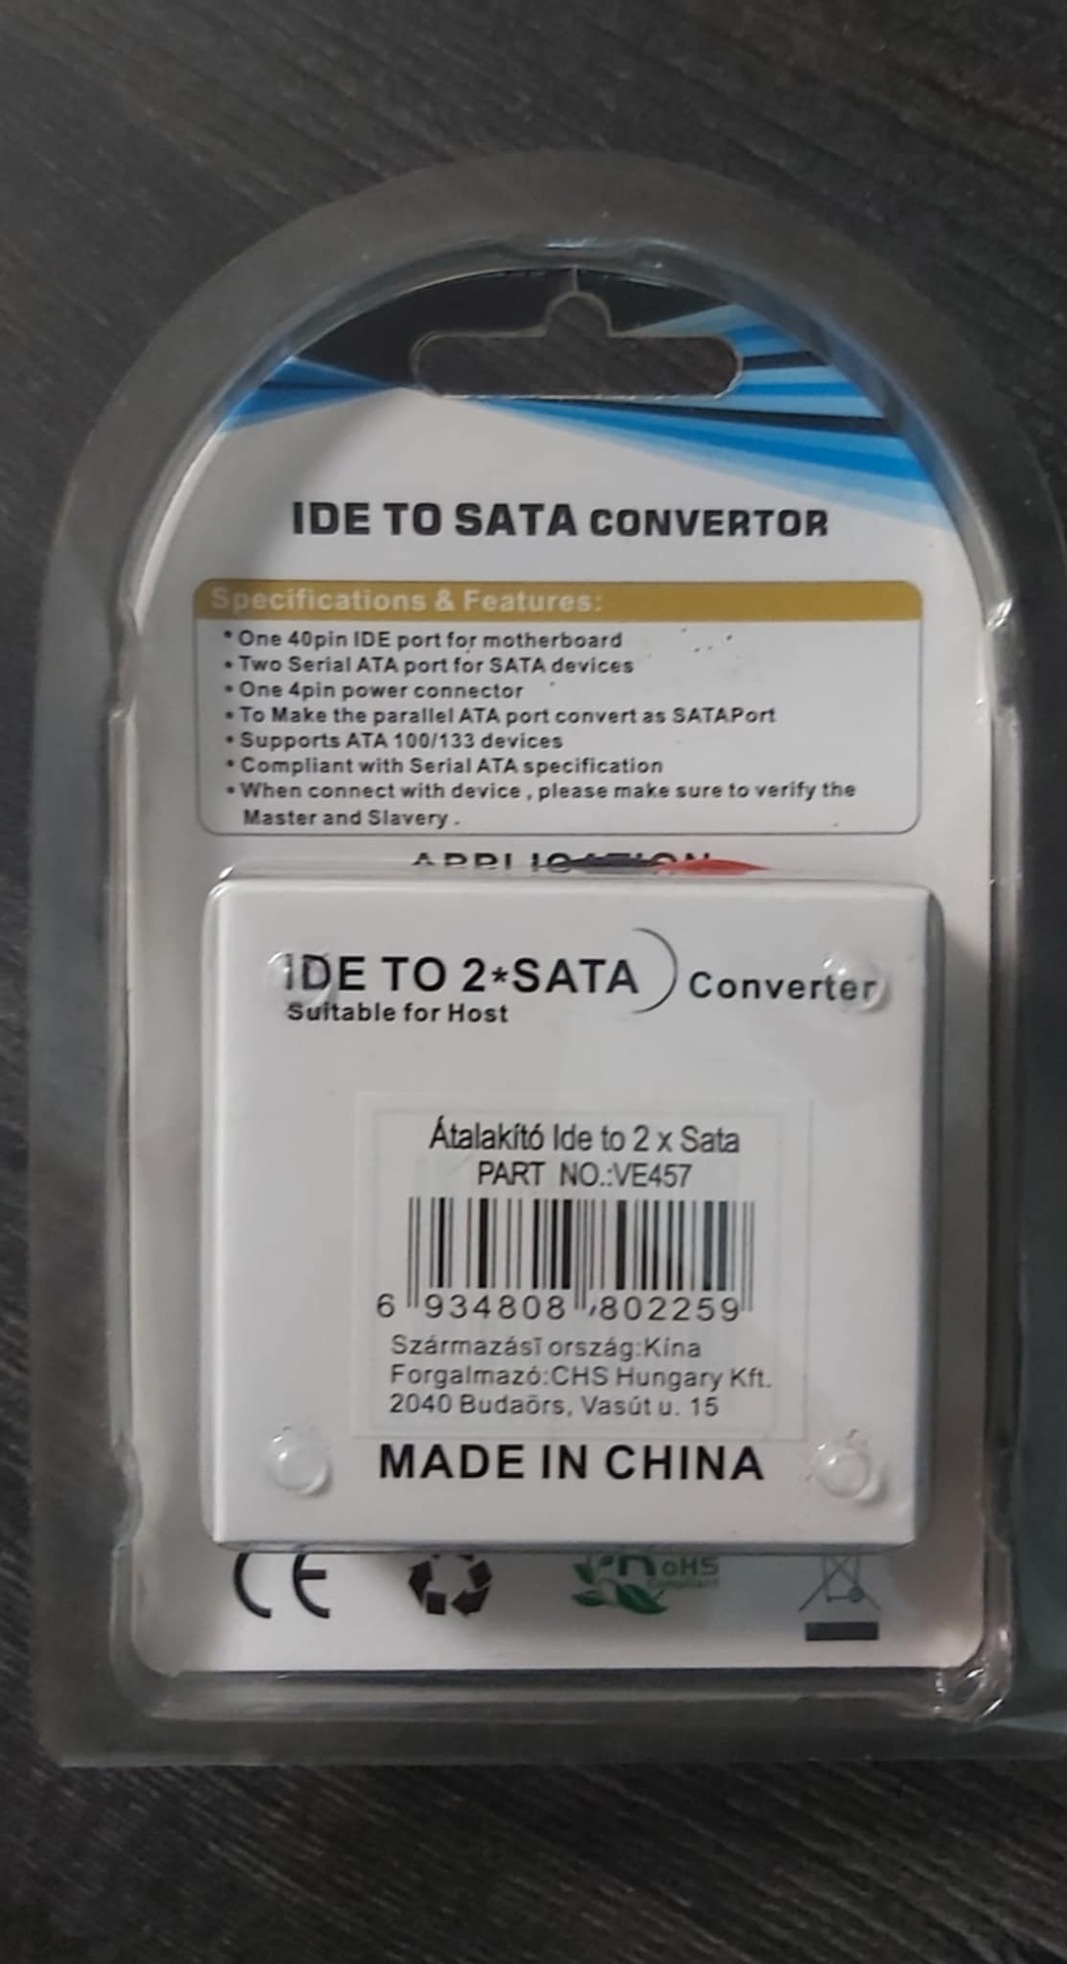 IDE TO SATA CONVERTOR
Specifications & Features:
• One 40pin IDE port for motherboard
• Two Serial ATA port for SATA devices
• One 4pin power connector
• To Make the parallel ATA port convert as SATAPort
• Supports ATA 100/133 devices
• Compliant with Serial ATA specification
• When connect with device , please make sure to verify the
Master and Slavery .
APPLICATION
IDE TO 2*SATA Converter
Suitable for Host
Átalakító Ide to 2 x Sata
PART NO.:VE457
6 934808 802259
Származási ország:Kína
Forgalmazó:CHS Hungary Kft.
2040 Budaörs, Vasút u. 15
MADE IN CHINA
CE
RoHS